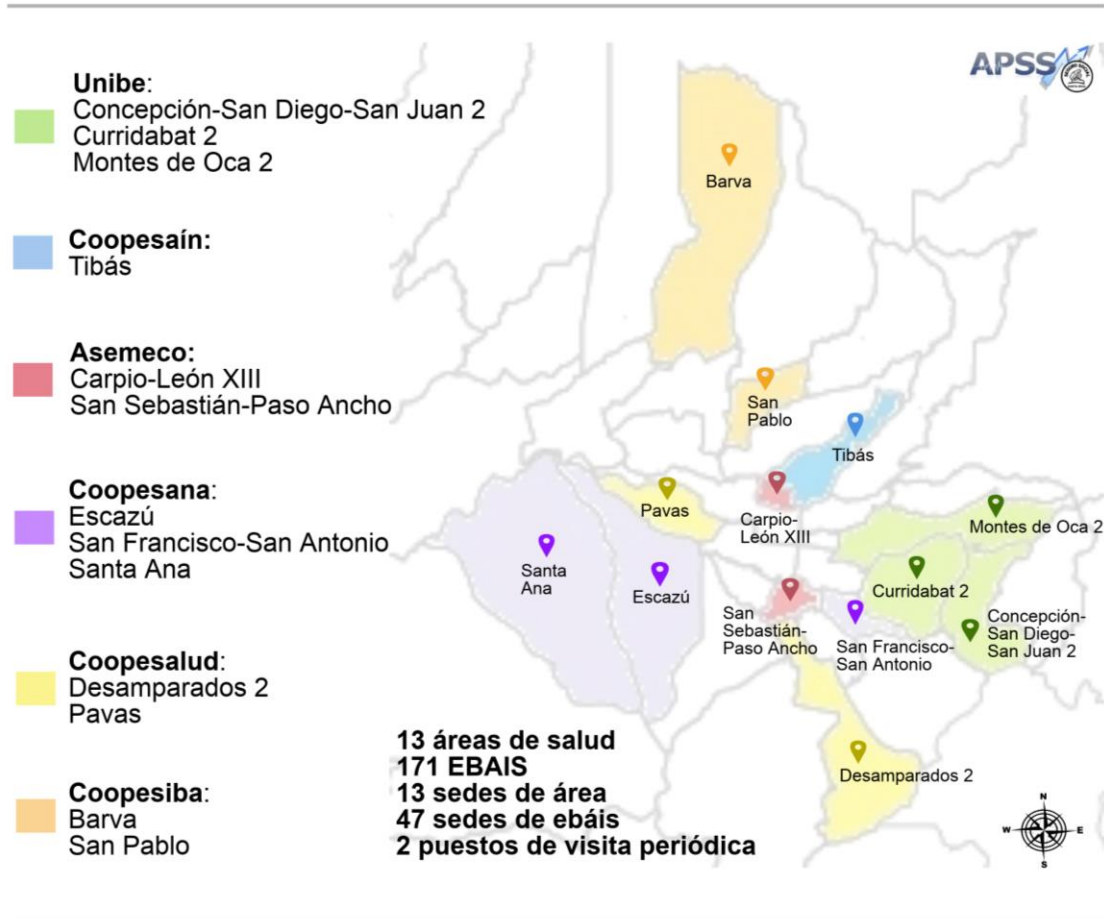 APSS
Unibe:
Concepción-San Diego-San Juan 2
Curridabat 2
Montes de Oca 2
Coopesaín:
Tibás
Asemeco:
Carpio-León XIII
San Sebastián-Paso Ancho
Coopesana:
Escazú
San Francisco-San Antonio
Santa Ana
Coopesalud:
Desamparados 2
Pavas
Coopesiba:
Barva
San Pablo
13 áreas de salud
171 EBAIS
13 sedes de área
47 sedes de ebáis
2 puestos de visita periódica
Barva
San
Pablo
Tibás
Pavas
Carpio-
León XIII
Montes de Oca 2
Santa
Ana
Escazú
Curridabat 2
San
Sebastián-
Paso Ancho
San Francisco-
San Antonio
Concepción-
San Diego-
San Juan 2
Desamparados 2
N
W
E
S